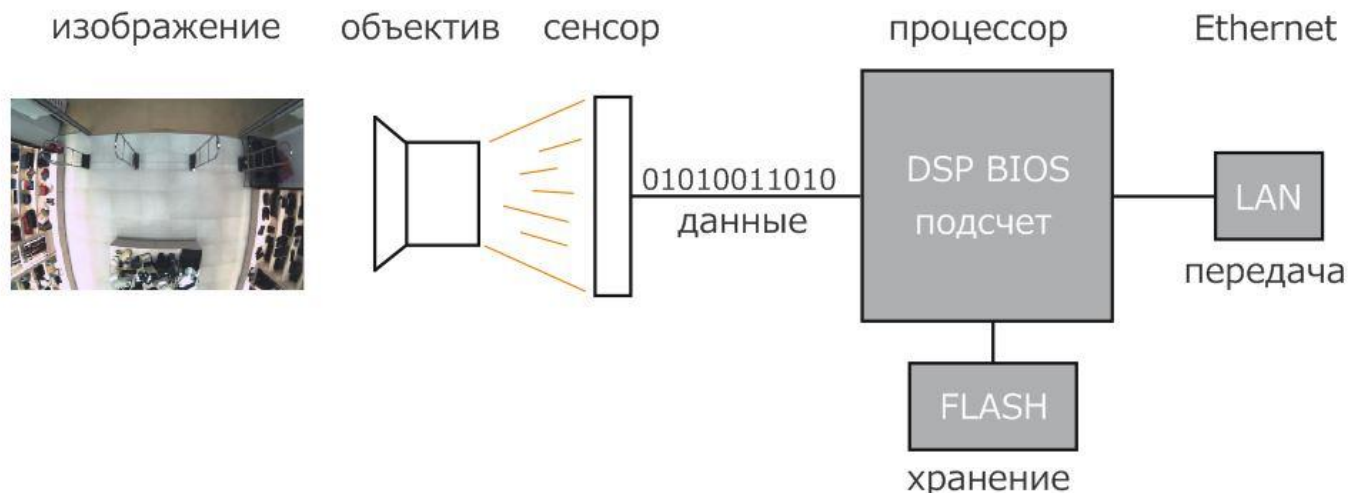 изображение
объектив
сенсор
процессор
Ethernet
01010011010
данные
DSP BIOS
подсчет
LAN
передача
FLASH
хранение